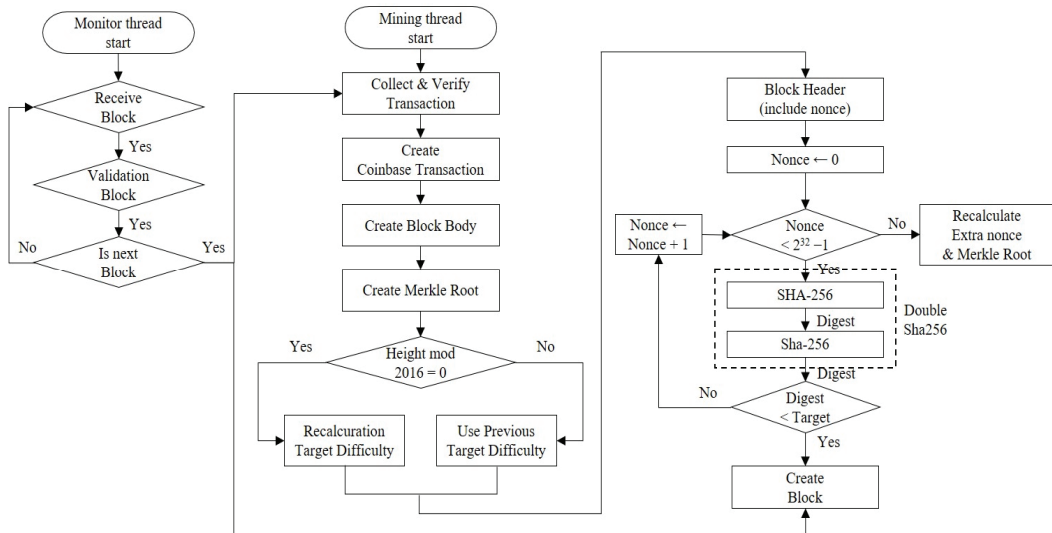 Monitor thread
start
Receive
Block
Yes
Validation
Block
Yes
No
Is next
Block
Yes
Mining thread
start
Collect & Verify
Transaction
Create
Coinbase Transaction
Create Block Body
Create Merkle Root
Yes
Height mod
2016 = 0
No
Recalcuration
Target Difficulty
Use Previous
Target Difficulty
Block Header
(include nonce)
Nonce ← 0
Nonce ←
Nonce + 1
Nonce
< 2³² −1
No
Recalculate
Extra nonce
& Merkle Root
Yes
SHA-256
Digest
Sha-256
Double
Sha256
Digest
No
Digest
< Target
Yes
Create
Block